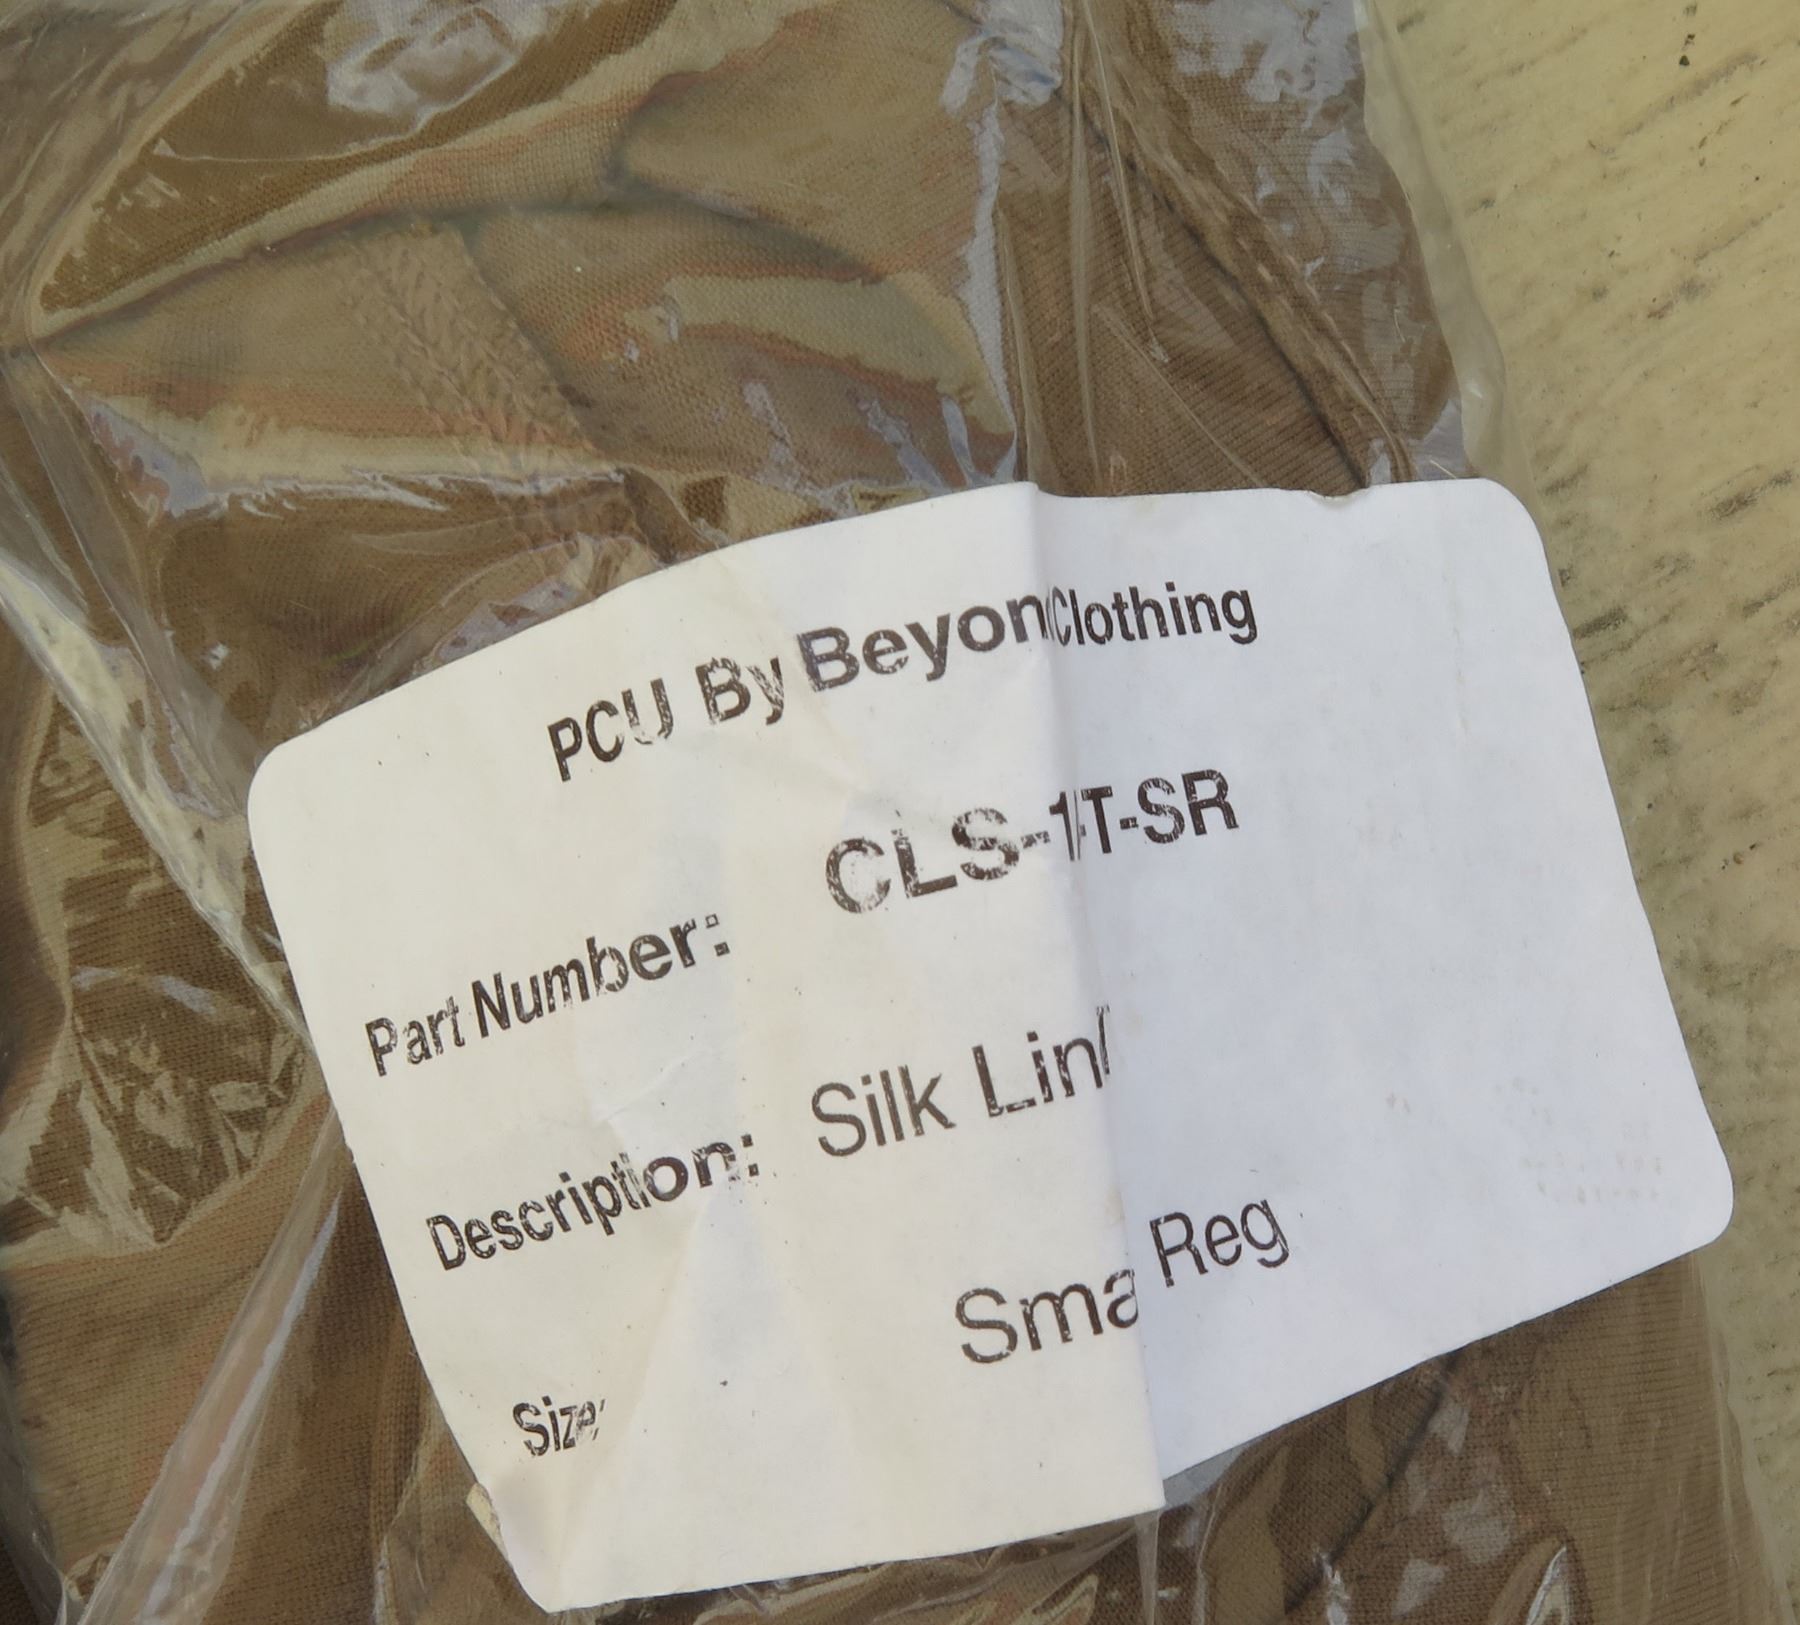 PCU By Beyon Clothing
Part Number: CLS-1 T-SR
Description: Silk Lin
Size: Sma Reg